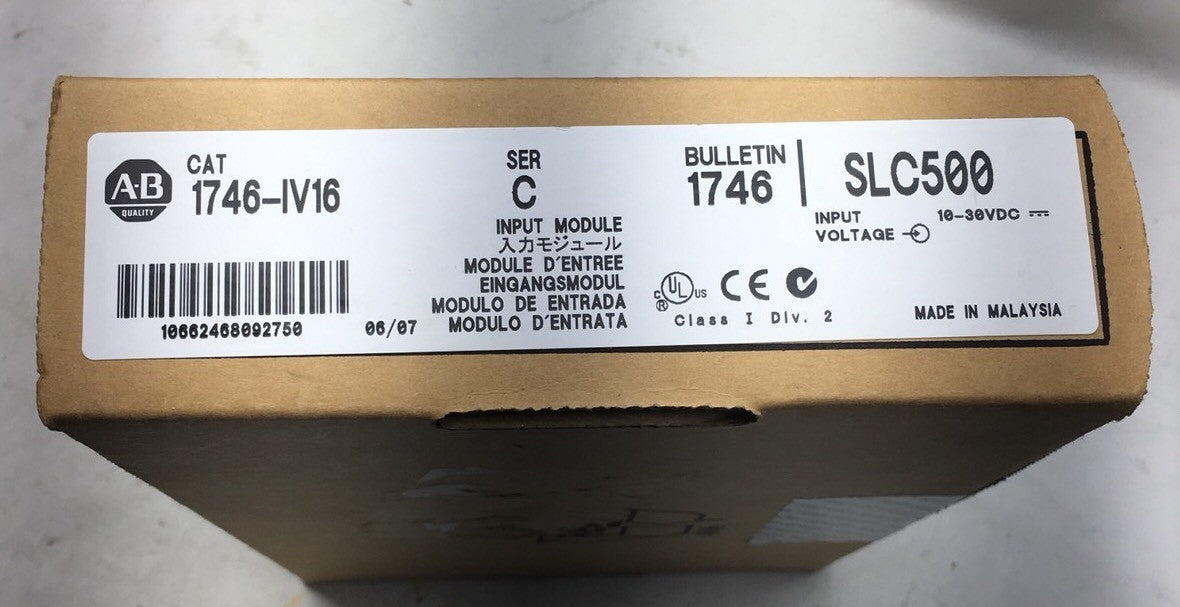 A-B
QUALITY
CAT
1746-IV16
SER
C
BULLETIN
1746
SLC500
INPUT MODULE
入力モジュール
MODULE D'ENTREE
EINGANGSMODUL
MODULO DE ENTRADA
MODULO D'ENTRATA
INPUT
VOLTAGE
10-30VDC
10662468092750
06/07
C UL US
®
CE
Class I Div. 2
MADE IN MALAYSIA